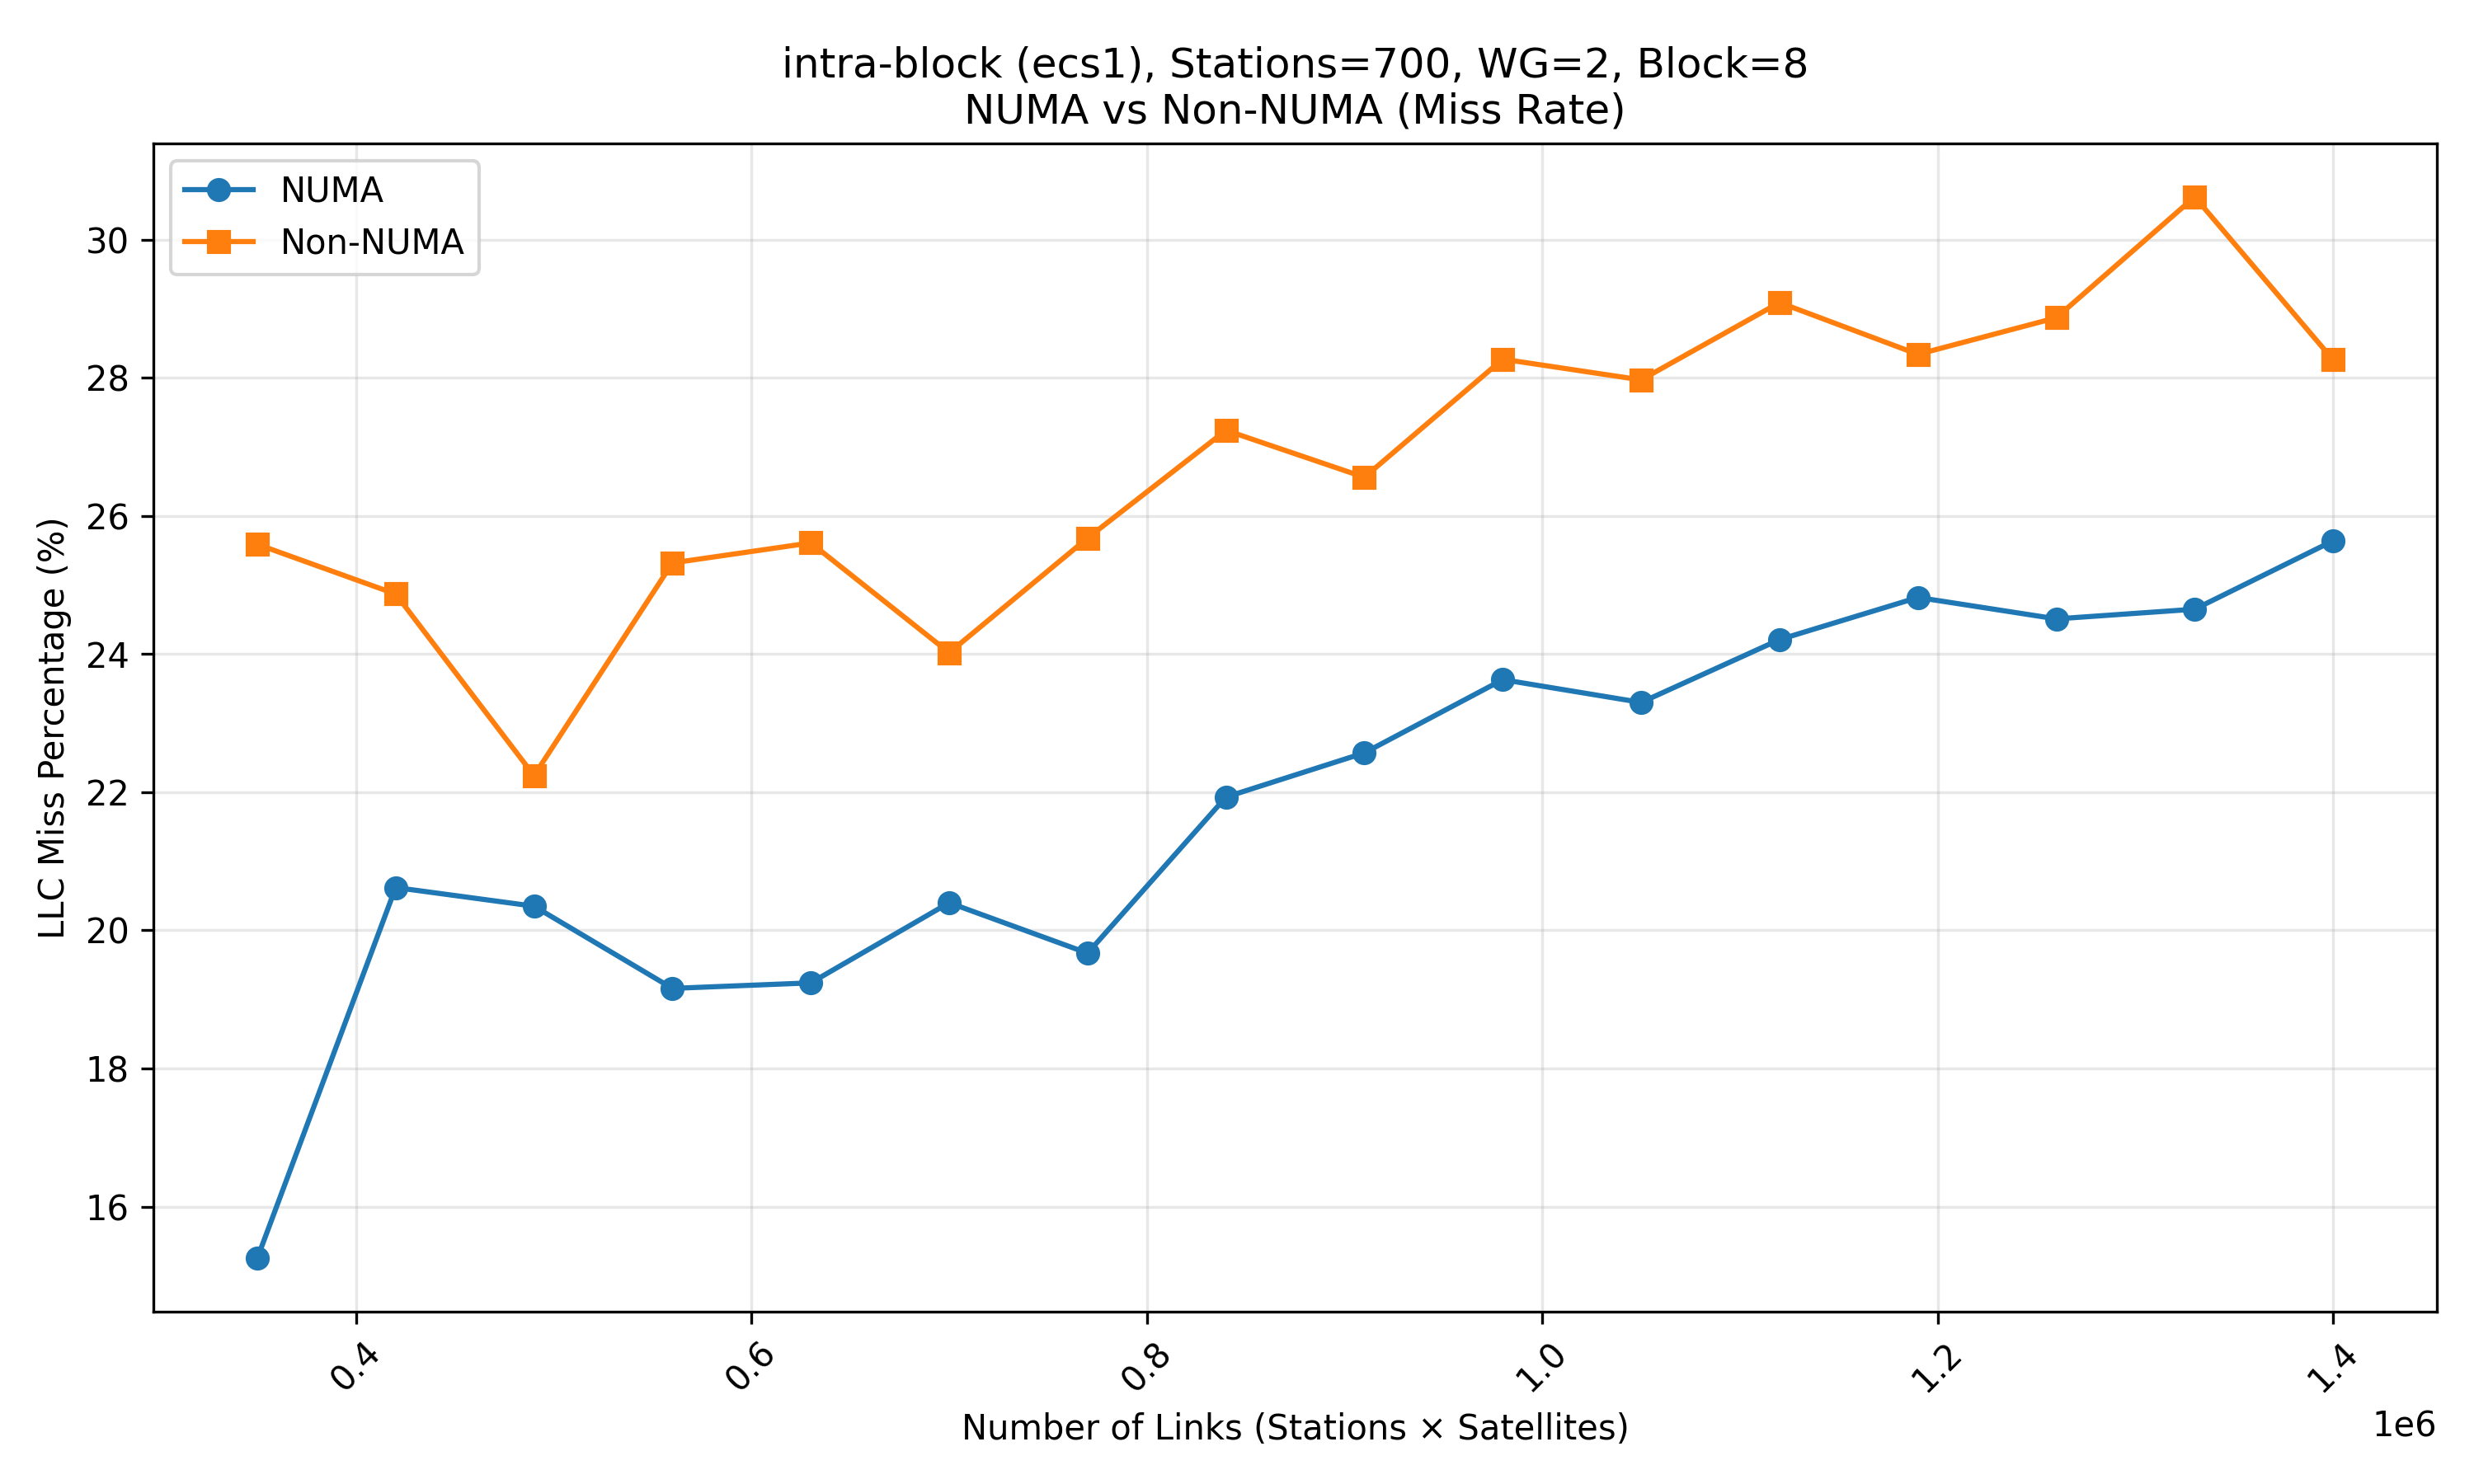 intra-block (ecs1), Stations=700, WG=2, Block=8
NUMA vs Non-NUMA (Miss Rate)
NUMA
Non-NUMA
LLC Miss Percentage (%)
30
28
26
24
22
20
18
16
0.4
0.6
0.8
1.0
1.2
1.4
1e6
Number of Links (Stations × Satellites)